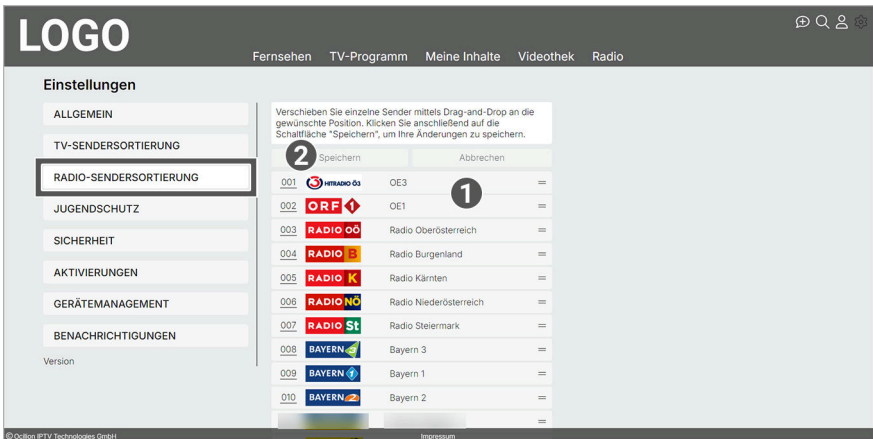 LOGO
Fernsehen TV-Programm Meine Inhalte Videothek Radio
Einstellungen
ALLGEMEIN
TV-SENDERSORTIERUNG
RADIO-SENDERSORTIERUNG
JUGENDSCHUTZ
SICHERHEIT
AKTIVIERUNGEN
GERÄTEMANAGEMENT
BENACHRICHTIGUNGEN
Version
Verschieben Sie einzelne Sender mittels Drag-and-Drop an die
gewünschte Position. Klicken Sie anschließend auf die
Schaltfläche "Speichern", um Ihre Änderungen zu speichern.
2 Speichern Abbrechen
001 HITRADIO Ö3 OE3
1
002 ORF 1 OE1
003 RADIO OÖ Radio Oberösterreich
004 RADIO B Radio Burgenland
005 RADIO K Radio Kärnten
006 RADIO NÖ Radio Niederösterreich
007 RADIO St Radio Steiermark
008 BAYERN 3 Bayern 3
009 BAYERN 1 Bayern 1
010 BAYERN 2 Bayern 2
© Ocilion IPTV Technologies GmbH Impressum